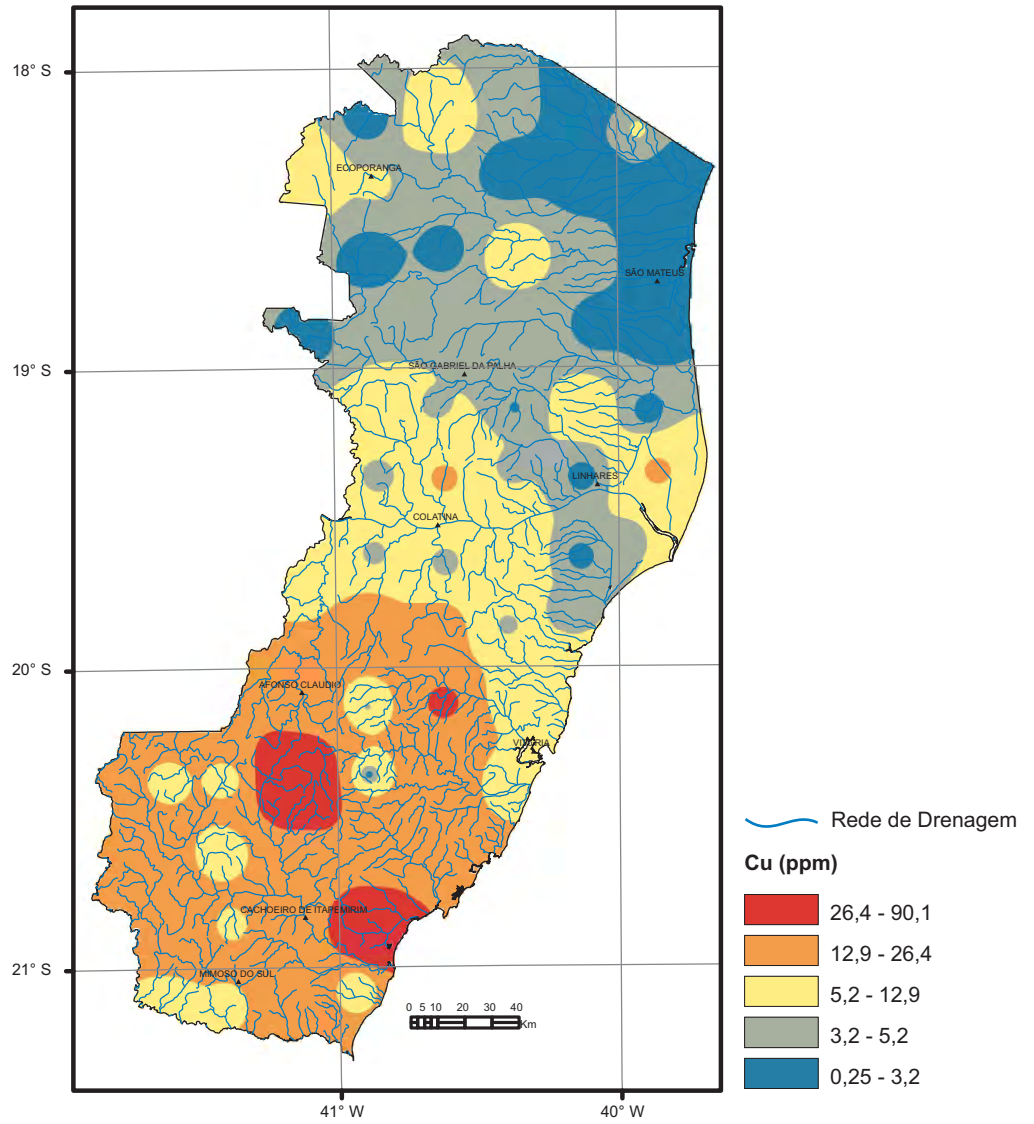 18° S
ECOPORANGA
SÃO MATEUS
19° S
SÃO GABRIEL DA PALHA
LINHARES
COLATINA
20° S
AFONSO CLAUDIO
VITÓRIA
CACHOEIRO DE ITAPEMIRIM
21° S
MIMOSO DO SUL
0 5 10 20 30 40
Km
41° W
40° W
Rede de Drenagem
Cu (ppm)
26,4 - 90,1
12,9 - 26,4
5,2 - 12,9
3,2 - 5,2
0,25 - 3,2